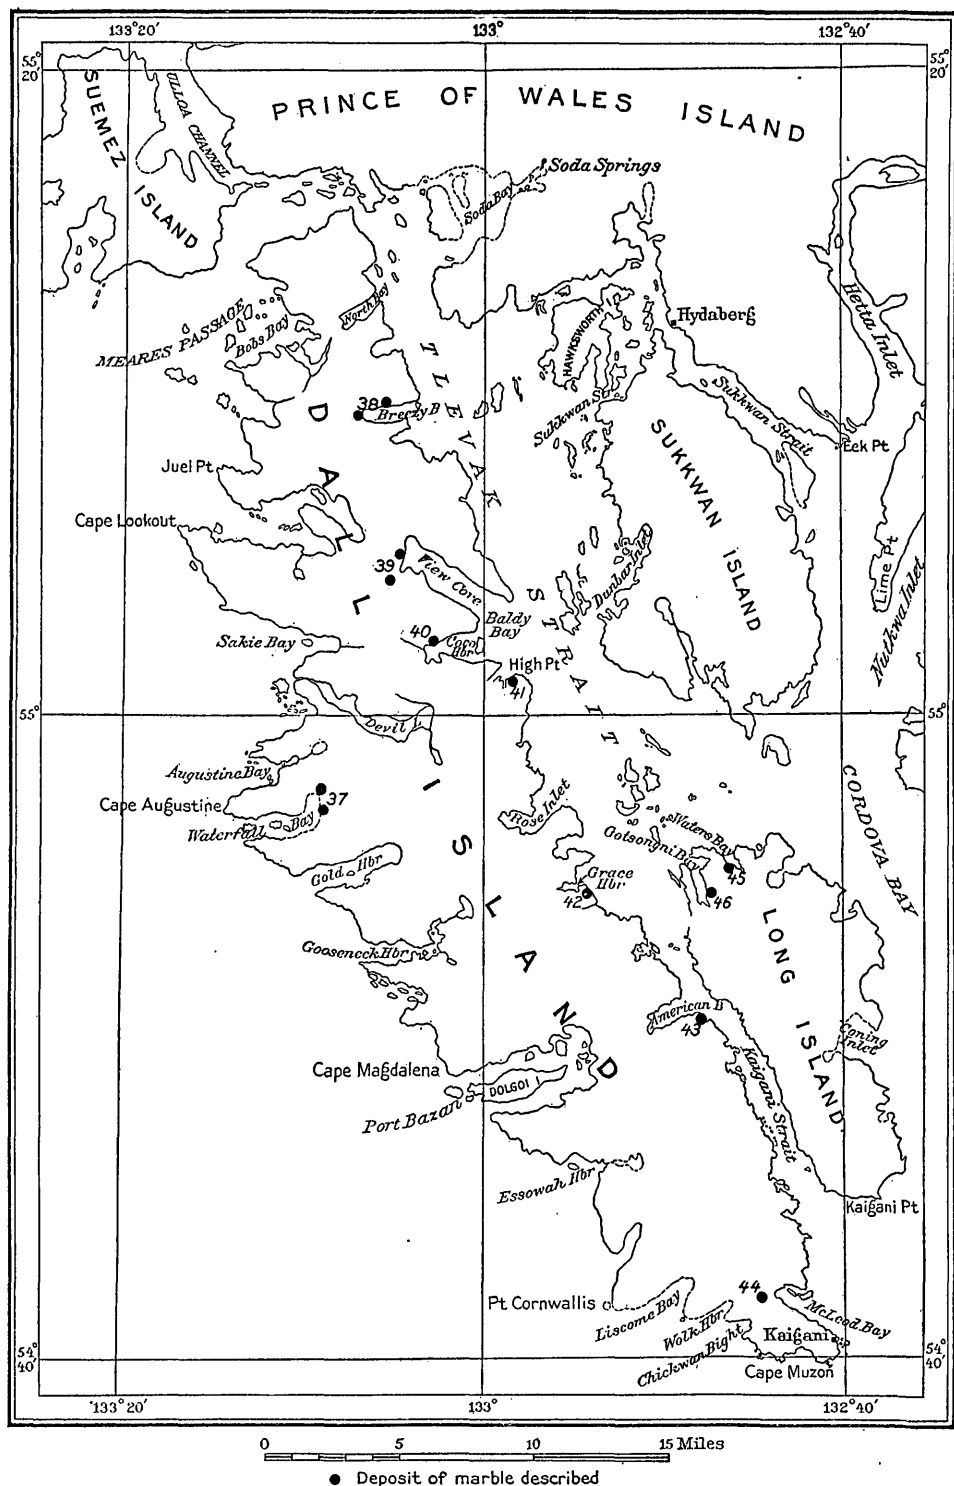 133°20'
133°
132°40'
55°
20'
55°
20'
PRINCE OF WALES ISLAND
SUEMEZ ISLAND
ULLOA CHANNEL
Soda Springs
Soda Bay
Hetta Inlet
Hydaberg
HAWKSWORTH
MEARES PASSAGE
Bobs Bay
North Bay
TLEVAK STRAIT
Sukkwan Str
Sukkwan Strait
Eek Pt
38
Breezy B
DALL ISLAND
SUKKWAN ISLAND
Juel Pt
Cape Lookout
39
View Cove
Dunbar Inlet
Lime Pt
Nutkwa Inlet
Baldy Bay
Sakie Bay
40
Coco Hbr
High Pt
41
55°
55°
Devil L
Augustine Bay
Cape Augustine
37
Waterfall Bay
Rose Inlet
Waters Bay
Gotsongni Bay
CORDOVA BAY
Gold Hbr
Grace Hbr
42
45
46
LONG ISLAND
Gooseneck Hbr
American B
43
Coning Inlet
Kaigani Strait
Cape Magdalena
DOLGOI I
Port Bazan
Essowah Hbr
Kaigani Pt
Pt Cornwallis
Liscome Bay
44
McLeod Bay
Wolk Hbr
Kaigani
Chickwan Bight
Cape Muzon
54°
40'
54°
40'
133°20'
133°
132°40'
0 5 10 15 Miles
● Deposit of marble described